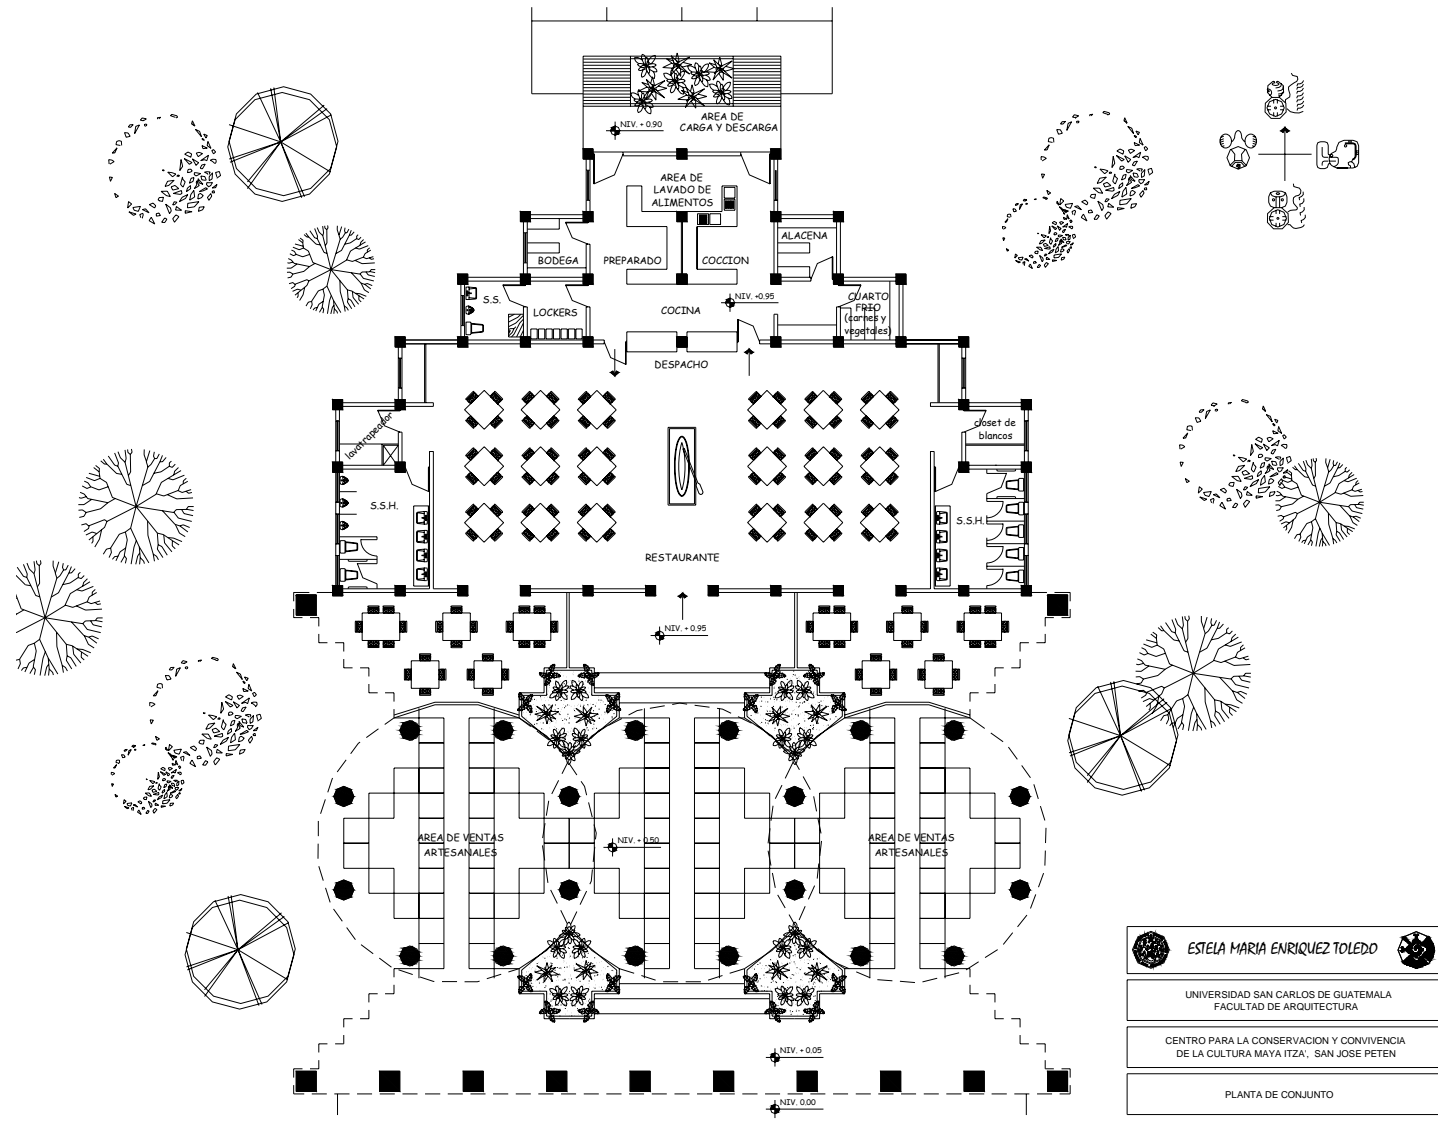 AREA DE
CARGA Y DESCARGA
NIV. + 0.90
AREA DE
LAVADO DE
ALIMENTOS
ALACENA
BODEGA
PREPARADO
COCCION
S.S.
LOCKERS
COCINA
NIV. +0.95
CUARTO
FRIO
(carnes y
vegetales)
DESPACHO
lavatrapeador
closet de
blancos
S.S.H.
S.S.H.
RESTAURANTE
NIV. + 0.95
AREA DE VENTAS
ARTESANALES
NIV. + 0.50
AREA DE VENTAS
ARTESANALES
NIV. + 0.05
NIV. 0.00
ESTELA MARIA ENRIQUEZ TOLEDO
UNIVERSIDAD SAN CARLOS DE GUATEMALA
FACULTAD DE ARQUITECTURA
CENTRO PARA LA CONSERVACION Y CONVIVENCIA
DE LA CULTURA MAYA ITZA', SAN JOSE PETEN
PLANTA DE CONJUNTO